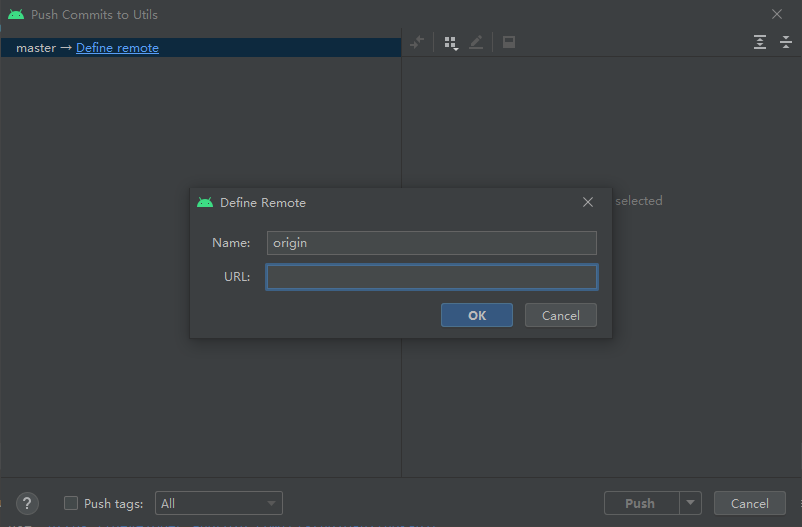 Push Commits to Utils
master → Define remote
Define Remote
selected
Name: origin
URL:
OK Cancel
? Push tags: All Push Cancel